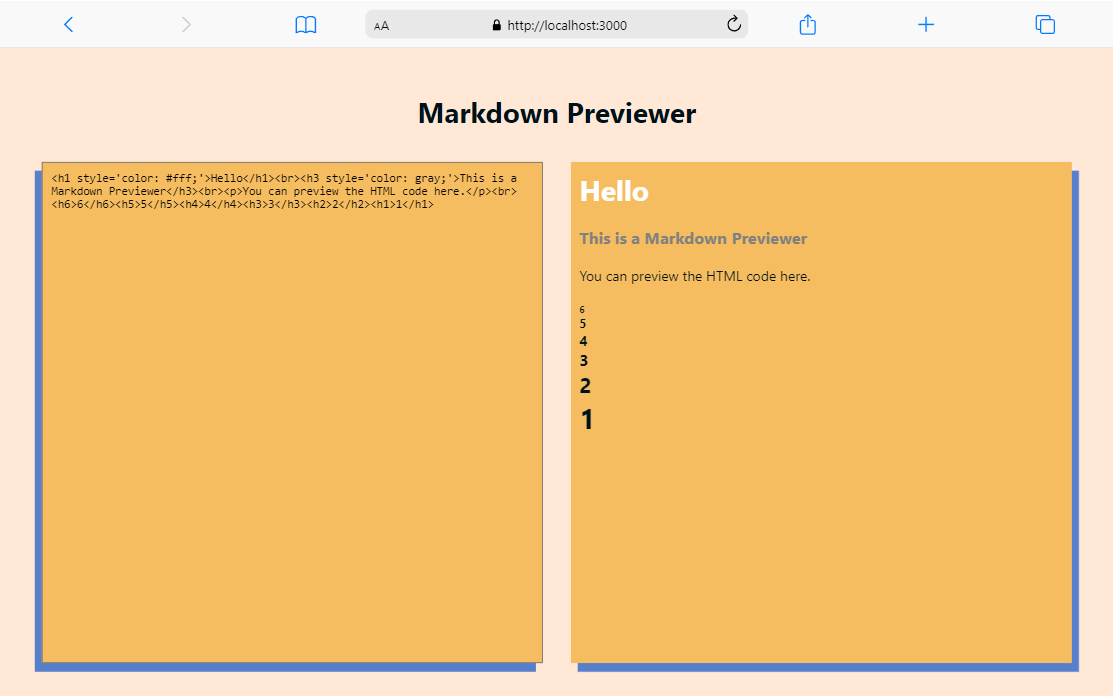 AA http://localhost:3000
Markdown Previewer
<h1 style='color: #fff;'>Hello</h1><br><h3 style='color: gray;'>This is a
Markdown Previewer</h3><br><p>You can preview the HTML code here.</p><br>
<h6>6</h6><h5>5</h5><h4>4</h4><h3>3</h3><h2>2</h2><h1>1</h1>
Hello
This is a Markdown Previewer
You can preview the HTML code here.
6
5
4
3
2
1